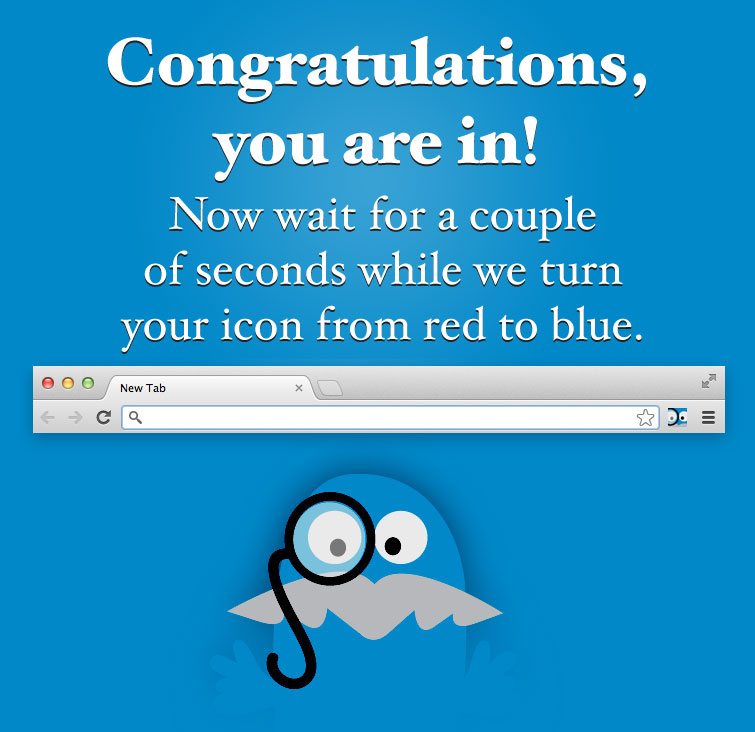 Congratulations,
you are in!
Now wait for a couple
of seconds while we turn
your icon from red to blue.
New Tab